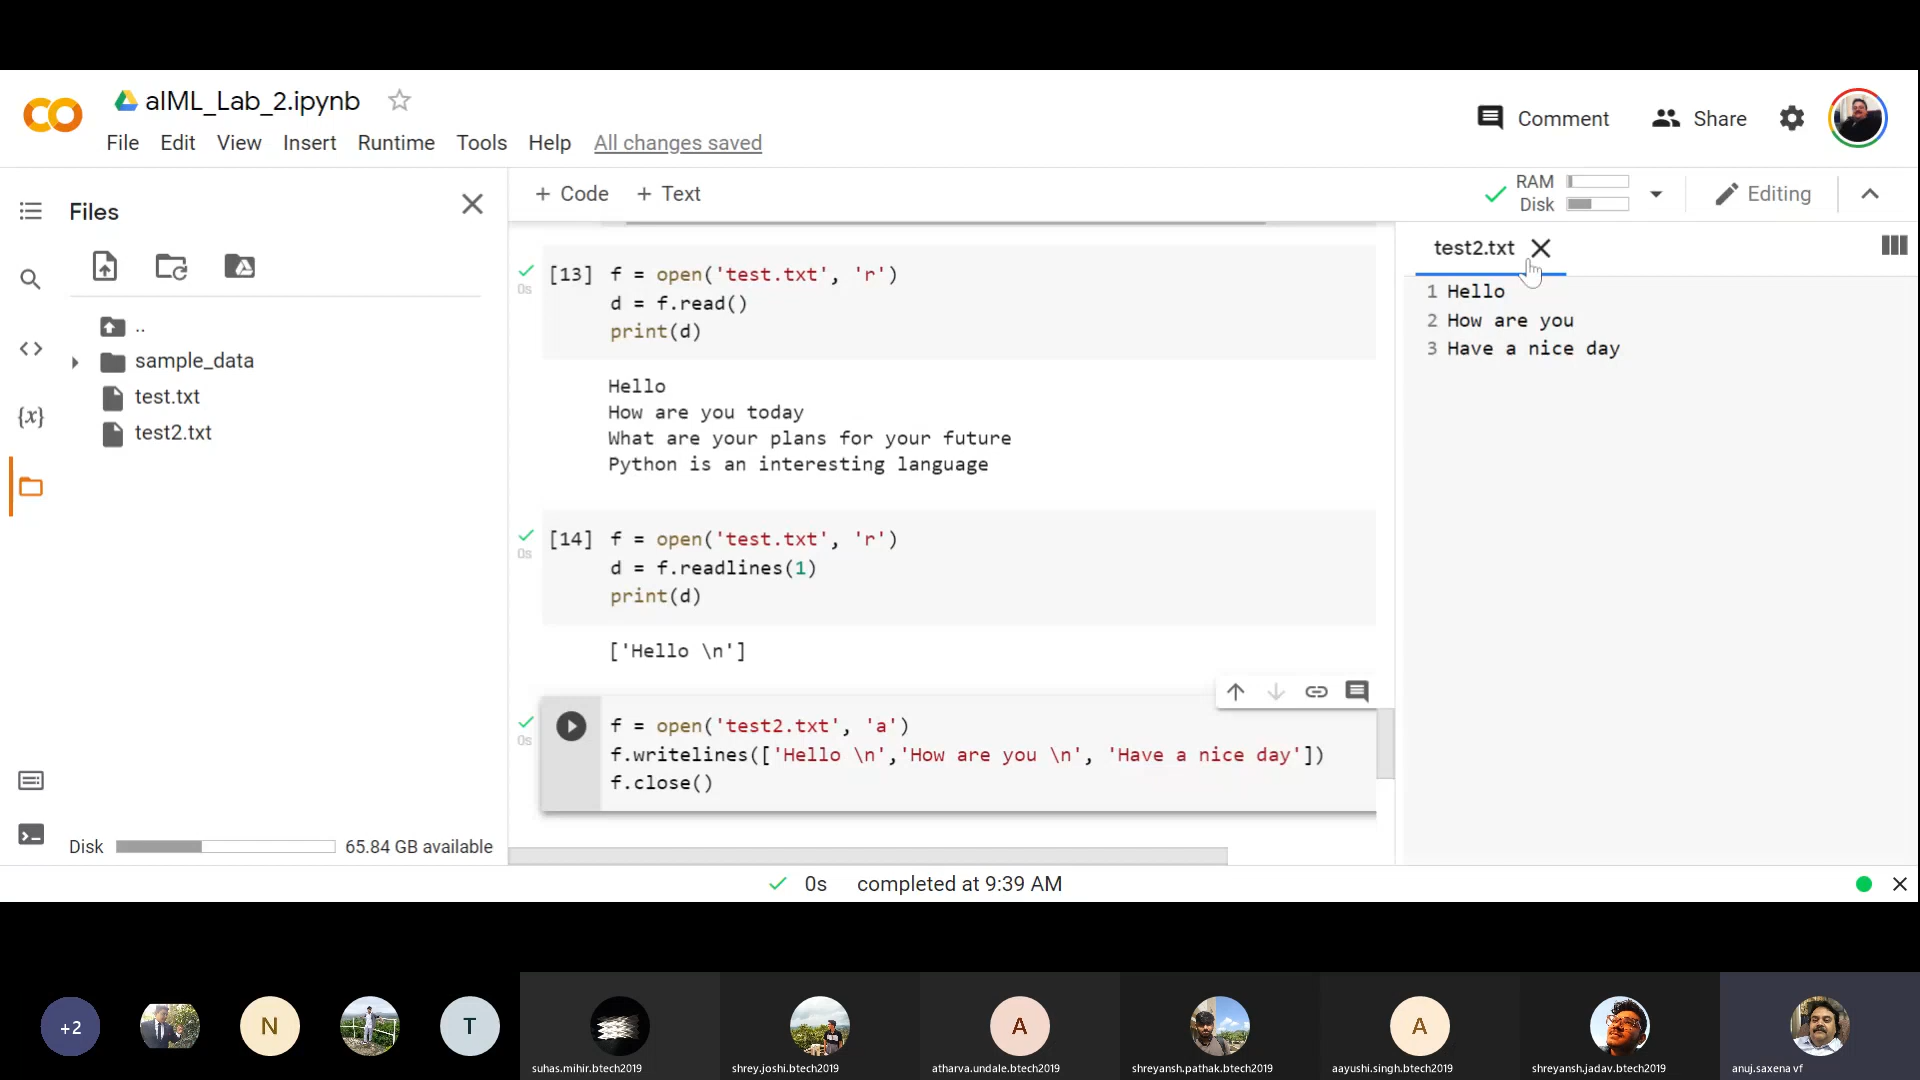 aIML_Lab_2.ipynb
Comment
Share
File Edit View Insert Runtime Tools Help All changes saved
Files
+ Code + Text
RAM
Disk
Editing
test2.txt
..
sample_data
test.txt
test2.txt
{x}
Disk 65.84 GB available
0s
[13] f = open('test.txt', 'r')
d = f.read()
print(d)
Hello
How are you today
What are your plans for your future
Python is an interesting language
0s
[14] f = open('test.txt', 'r')
d = f.readlines(1)
print(d)
['Hello \n']
0s
f = open('test2.txt', 'a')
f.writelines(['Hello \n','How are you \n', 'Have a nice day'])
f.close()
1 Hello
2 How are you
3 Have a nice day
0s completed at 9:39 AM
+2
N
T
A
A
suhas.mihir.btech2019
shrey.joshi.btech2019
atharva.undale.btech2019
shreyansh.pathak.btech2019
aayushi.singh.btech2019
shreyansh.jadav.btech2019
anuj.saxena vf